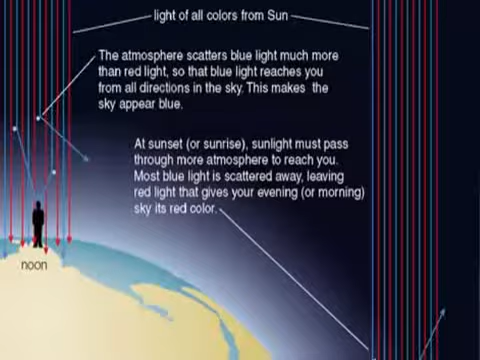 light of all colors from Sun
The atmosphere scatters blue light much more
than red light, so that blue light reaches you
from all directions in the sky. This makes the
sky appear blue.
At sunset (or sunrise), sunlight must pass
through more atmosphere to reach you.
Most blue light is scattered away, leaving
red light that gives your evening (or morning)
sky its red color.
noon